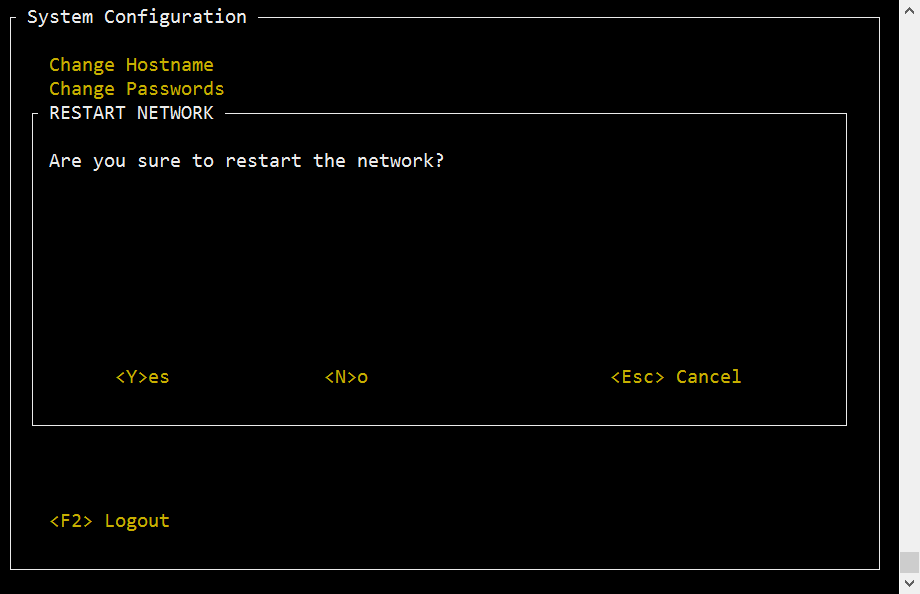 System Configuration
Change Hostname
Change Passwords
RESTART NETWORK
Are you sure to restart the network?
<Y>es <N>o <Esc> Cancel
<F2> Logout